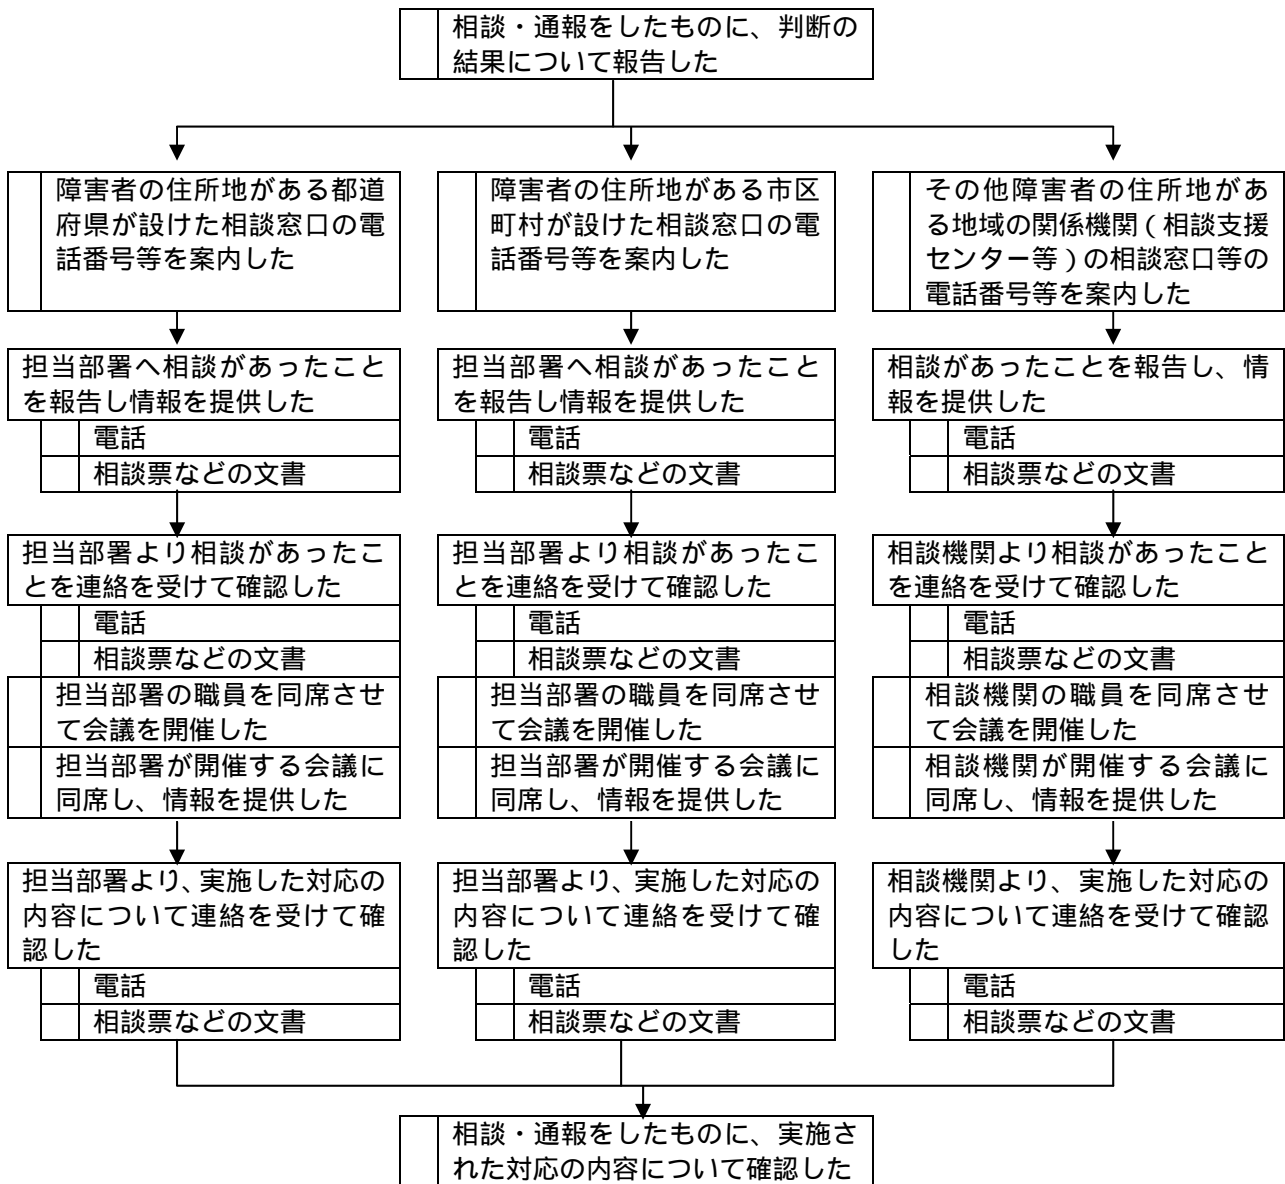 相談・通報をしたものに、判断の
結果について報告した
障害者の住所地がある都道
府県が設けた相談窓口の電
話番号等を案内した
障害者の住所地がある市区
町村が設けた相談窓口の電
話番号等を案内した
その他障害者の住所地があ
る地域の関係機関（相談支援
センター等）の相談窓口等の
電話番号等を案内した
担当部署へ相談があったこと
を報告し情報を提供した
電話
相談票などの文書
担当部署へ相談があったこと
を報告し情報を提供した
電話
相談票などの文書
相談があったことを報告し、情
報を提供した
電話
相談票などの文書
担当部署より相談があったこ
とを連絡を受けて確認した
電話
相談票などの文書
担当部署の職員を同席させ
て会議を開催した
担当部署が開催する会議に
同席し、情報を提供した
担当部署より相談があったこ
とを連絡を受けて確認した
電話
相談票などの文書
担当部署の職員を同席させ
て会議を開催した
担当部署が開催する会議に
同席し、情報を提供した
相談機関より相談があったこと
を連絡を受けて確認した
電話
相談票などの文書
相談機関の職員を同席させ
て会議を開催した
相談機関が開催する会議に
同席し、情報を提供した
担当部署より、実施した対応の
内容について連絡を受けて確
認した
電話
相談票などの文書
担当部署より、実施した対応の
内容について連絡を受けて確
認した
電話
相談票などの文書
相談機関より、実施した対応の
内容について連絡を受けて確認
した
電話
相談票などの文書
相談・通報をしたものに、実施さ
れた対応の内容について確認した